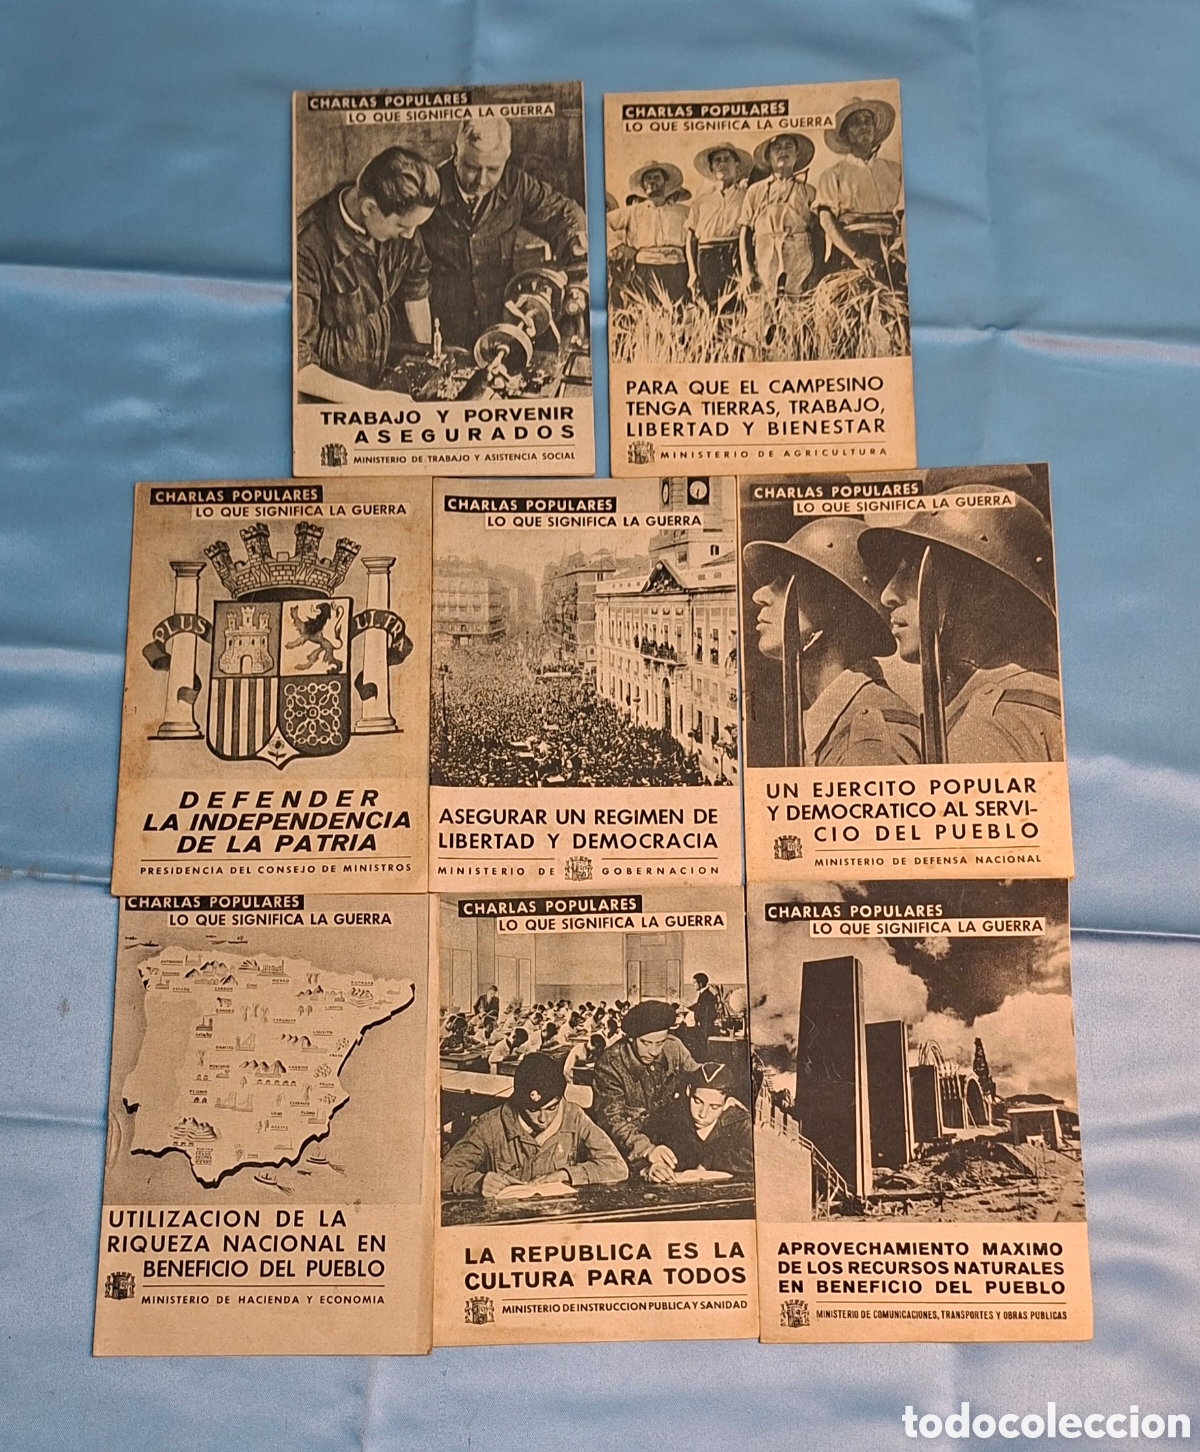 CHARLAS POPULARES
LO QUE SIGNIFICA LA GUERRA
TRABAJO Y PORVENIR
ASEGURADOS
MINISTERIO DE TRABAJO Y ASISTENCIA SOCIAL
CHARLAS POPULARES
LO QUE SIGNIFICA LA GUERRA
PARA QUE EL CAMPESINO
TENGA TIERRAS, TRABAJO,
LIBERTAD Y BIENESTAR
MINISTERIO DE AGRICULTURA
CHARLAS POPULARES
LO QUE SIGNIFICA LA GUERRA
PLUS ULTRA
DEFENDER
LA INDEPENDENCIA
DE LA PATRIA
PRESIDENCIA DEL CONSEJO DE MINISTROS
CHARLAS POPULARES
LO QUE SIGNIFICA LA GUERRA
ASEGURAR UN REGIMEN DE
LIBERTAD Y DEMOCRACIA
MINISTERIO DE GOBERNACION
CHARLAS POPULARES
LO QUE SIGNIFICA LA GUERRA
UN EJERCITO POPULAR
Y DEMOCRATICO AL SERVI-
CIO DEL PUEBLO
MINISTERIO DE DEFENSA NACIONAL
CHARLAS POPULARES
LO QUE SIGNIFICA LA GUERRA
UTILIZACION DE LA
RIQUEZA NACIONAL EN
BENEFICIO DEL PUEBLO
MINISTERIO DE HACIENDA Y ECONOMIA
CHARLAS POPULARES
LO QUE SIGNIFICA LA GUERRA
LA REPUBLICA ES LA
CULTURA PARA TODOS
MINISTERIO DE INSTRUCCION PUBLICA Y SANIDAD
CHARLAS POPULARES
LO QUE SIGNIFICA LA GUERRA
APROVECHAMIENTO MAXIMO
DE LOS RECURSOS NATURALES
EN BENEFICIO DEL PUEBLO
MINISTERIO DE COMUNICACIONES, TRANSPORTES Y OBRAS PUBLICAS
todocoleccion